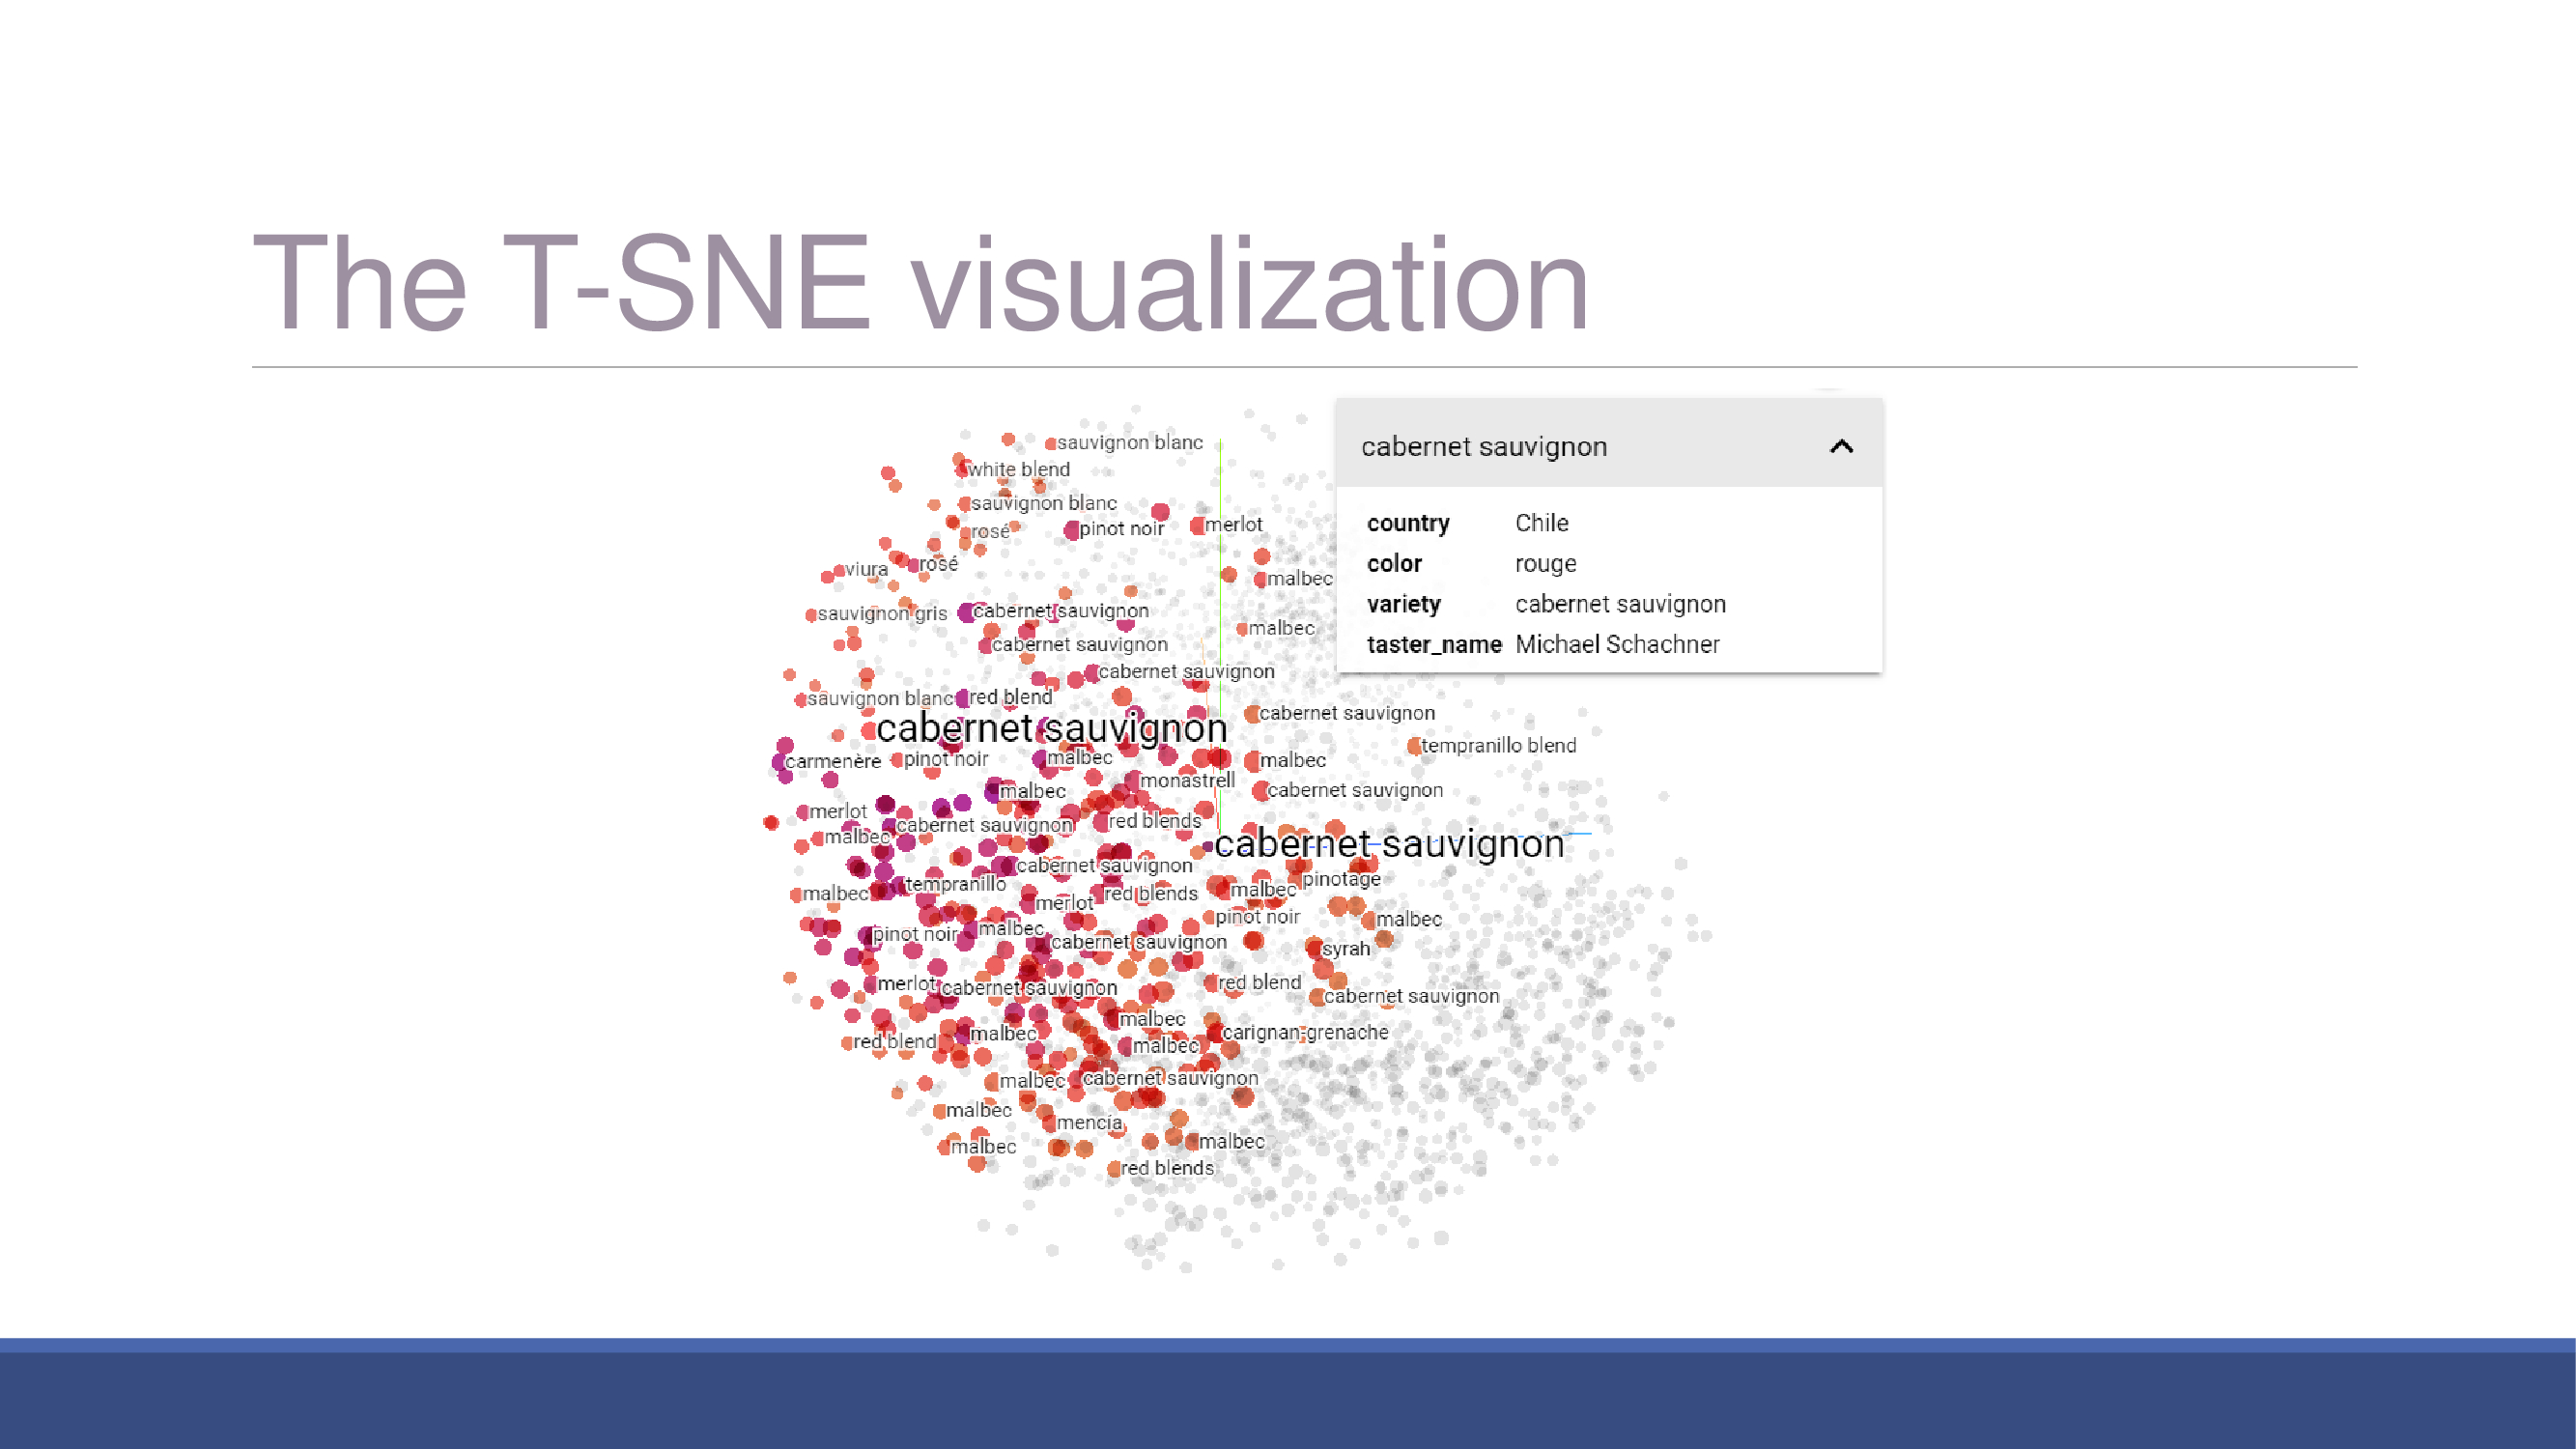 The T-SNE visualization
cabernet sauvignon
country Chile
color rouge
variety cabernet sauvignon
taster_name Michael Schachner
sauvignon blanc
white blend
sauvignon blanc
rosé
pinot noir
merlot
viura
rosé
malbec
sauvignon gris
cabernet sauvignon
malbec
cabernet sauvignon
cabernet sauvignon
sauvignon blanc
red blend
cabernet sauvignon
cabernet sauvignon
tempranillo blend
carmenère
pinot noir
malbec
malbec
monastrell
malbec
cabernet sauvignon
merlot
cabernet sauvignon
red blends
malbec
cabernet sauvignon
cabernet sauvignon
pinotage
malbec
tempranillo
merlot
red blends
malbec
pinot noir
malbec
pinot noir
malbec
cabernet sauvignon
syrah
merlot
cabernet sauvignon
red blend
cabernet sauvignon
malbec
carignan-grenache
red blend
malbec
malbec
malbec
cabernet sauvignon
malbec
mencía
malbec
malbec
red blends